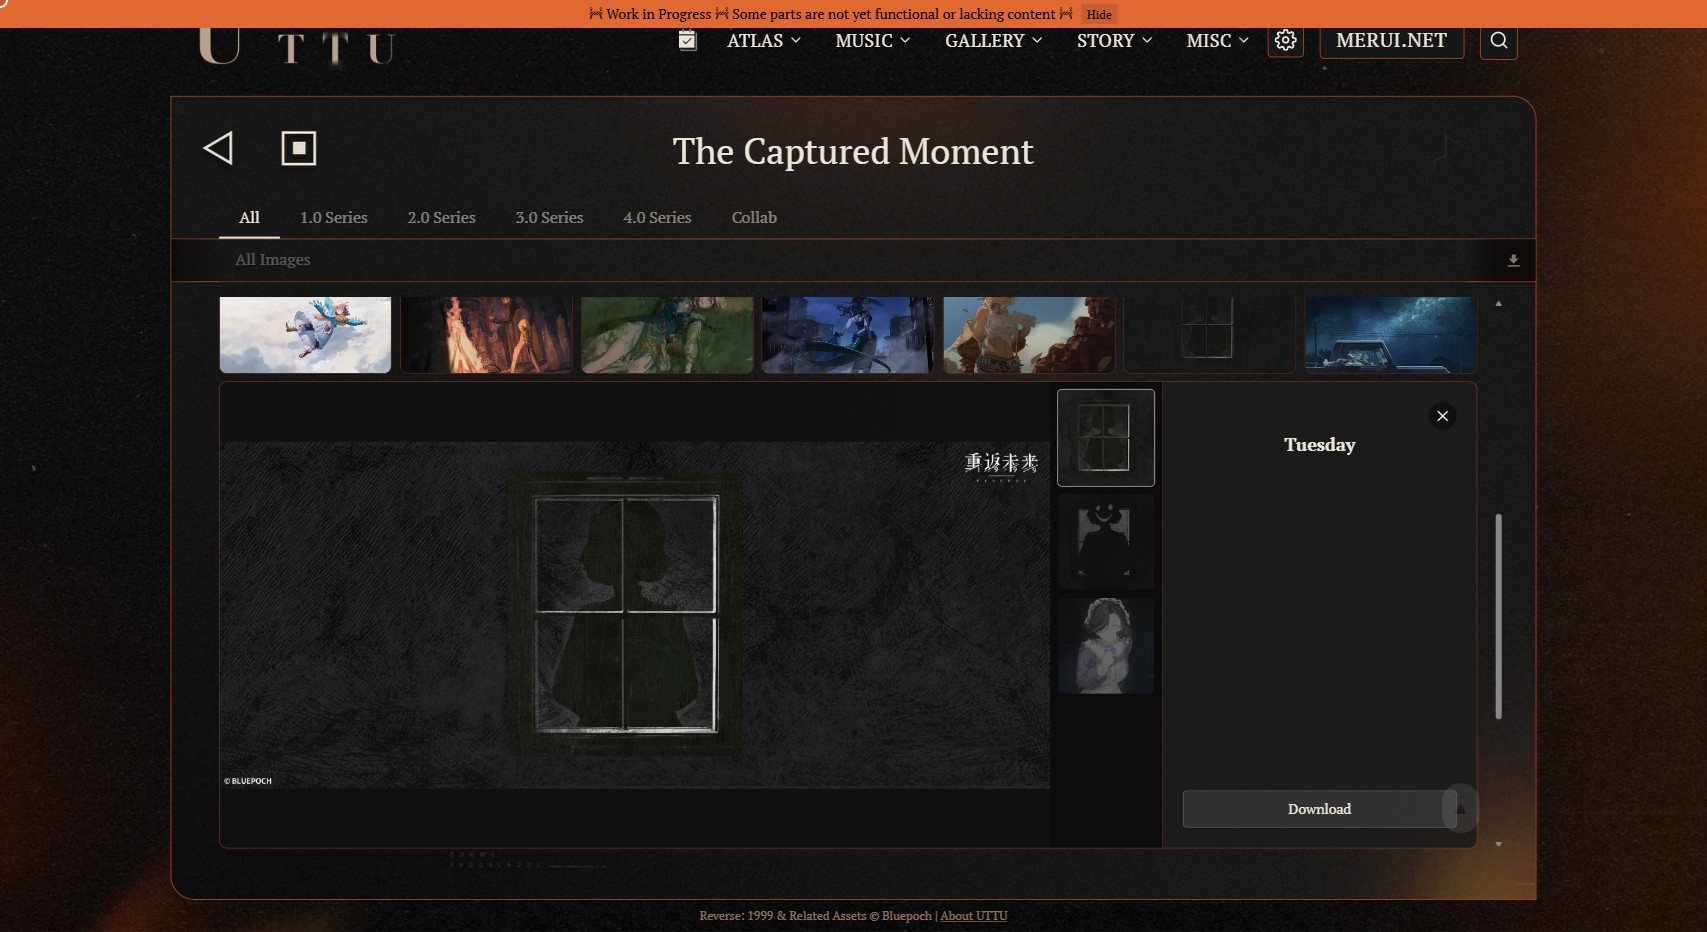 Work in Progress Some parts are not yet functional or lacking content Hide
UTTU
ATLAS MUSIC GALLERY STORY MISC MERUI.NET
The Captured Moment
All 1.0 Series 2.0 Series 3.0 Series 4.0 Series Collab
All Images
重返未来
Tuesday
© BLUEPOCH
Download
Reverse: 1999 & Related Assets © Bluepoch | About UTTU